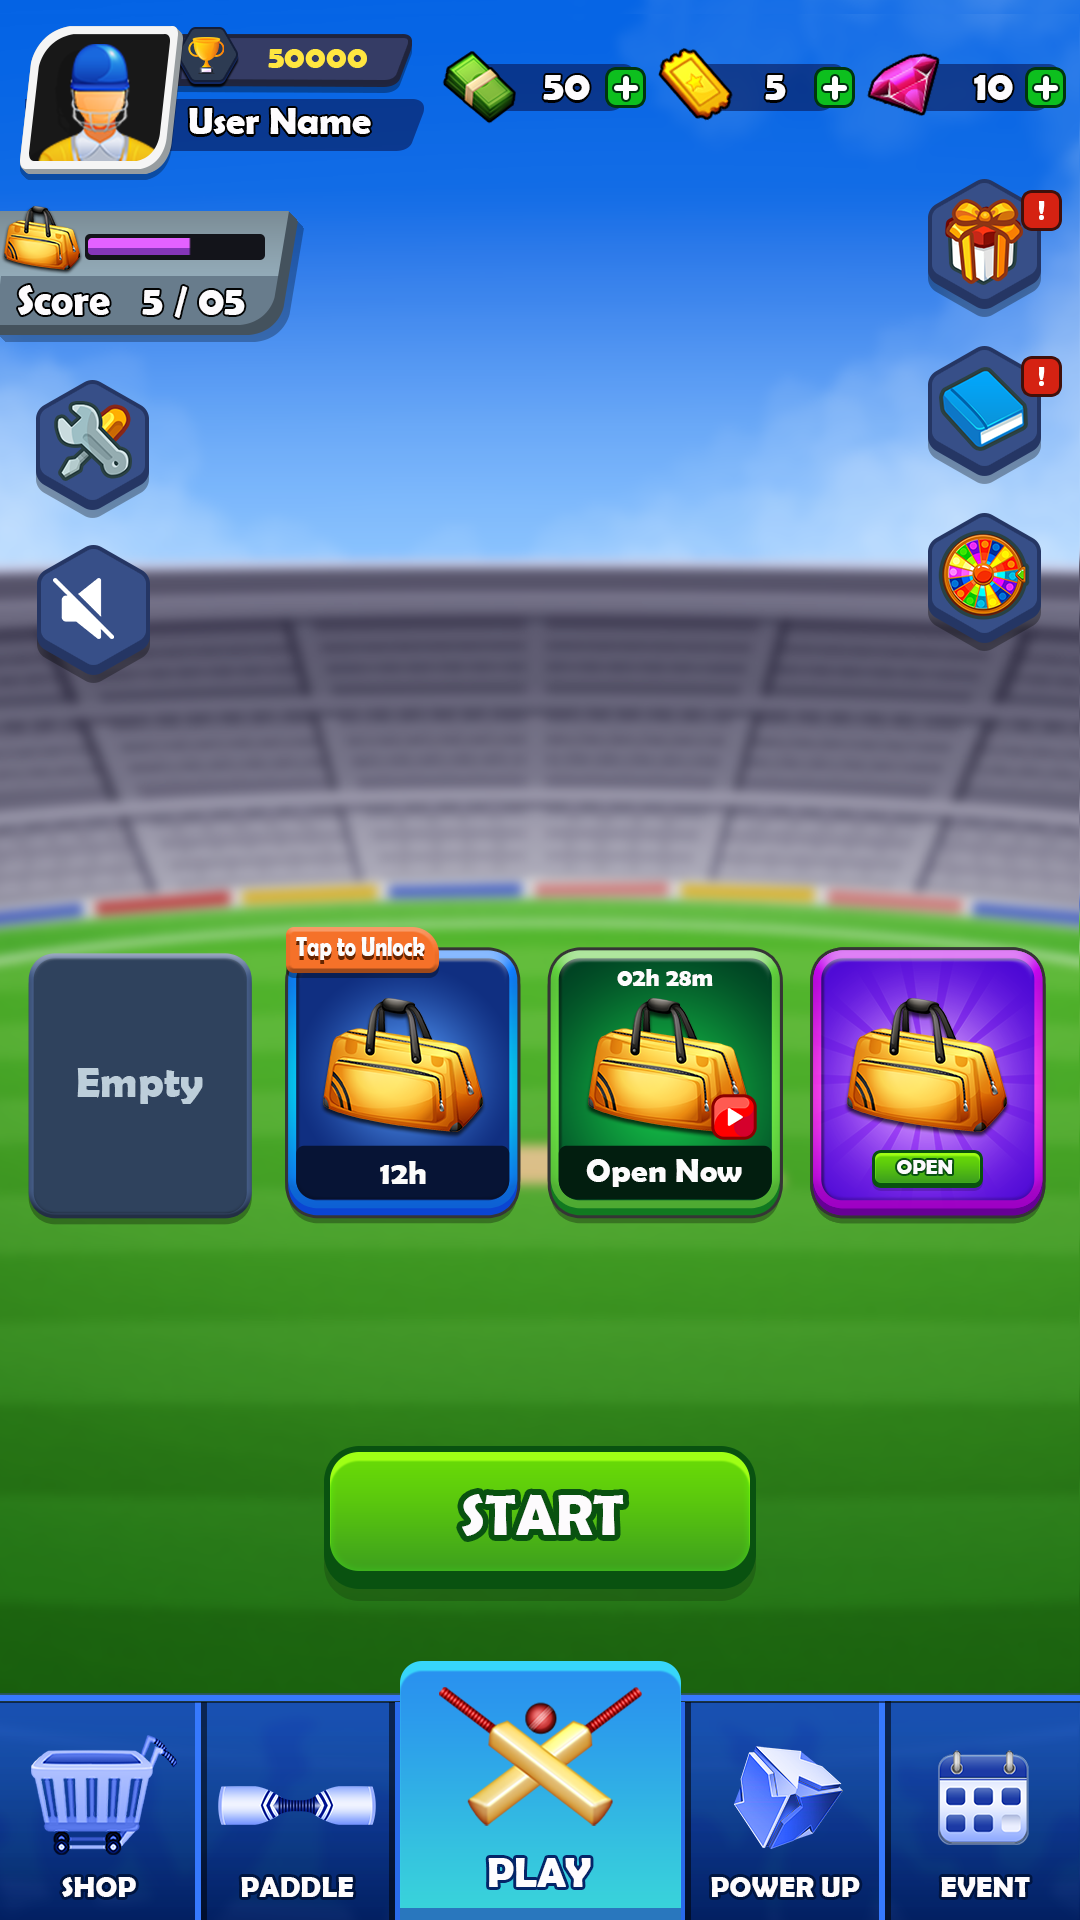 50000
User Name
50
5
10
!
Score 5 / 05
!
Tap to Unlock
Empty
12h
02h 28m
Open Now
OPEN
START
SHOP
PADDLE
PLAY
POWER UP
EVENT